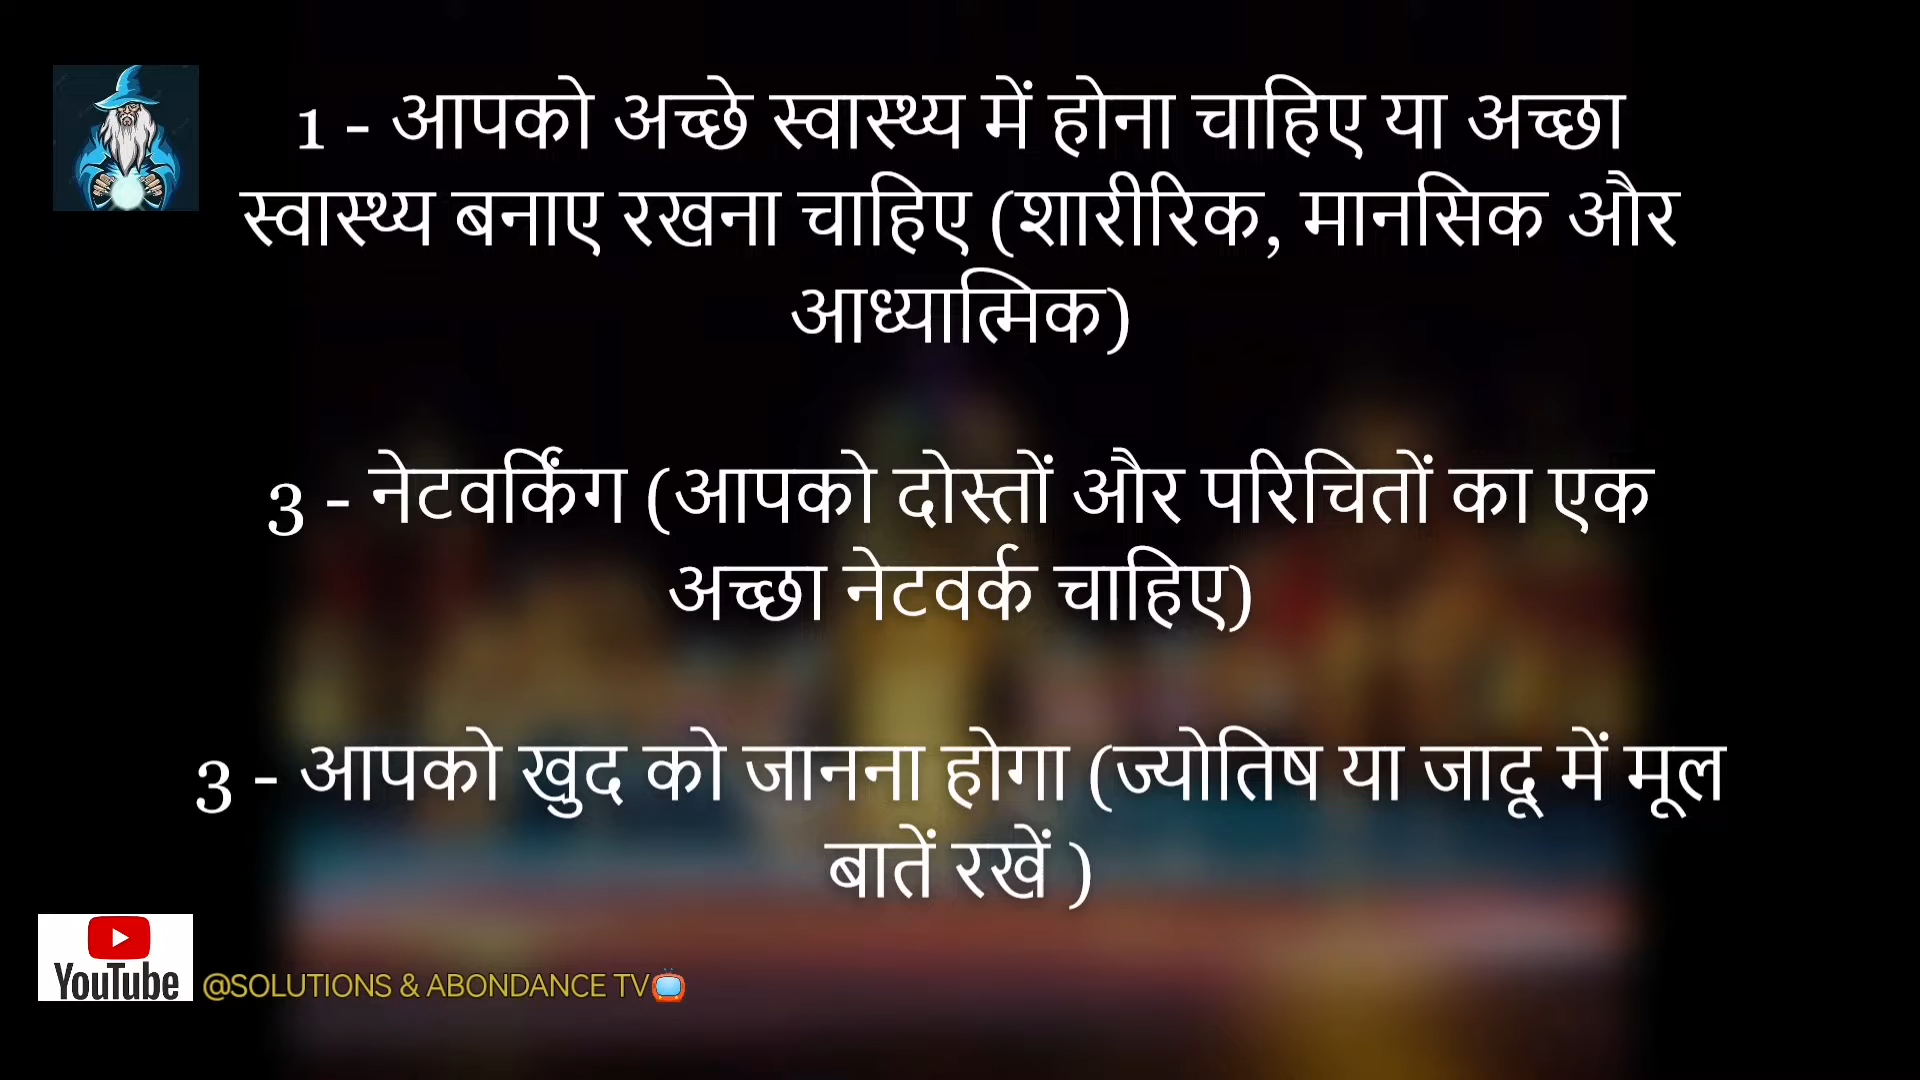 1 - आपको अच्छे स्वास्थ्य में होना चाहिए या अच्छा
स्वास्थ्य बनाए रखना चाहिए (शारीरिक, मानसिक और
आध्यात्मिक)
3 - नेटवर्किंग (आपको दोस्तों और परिचितों का एक
अच्छा नेटवर्क चाहिए)
3 - आपको खुद को जानना होगा (ज्योतिष या जादू में मूल
बातें रखें )
YouTube
@SOLUTIONS & ABONDANCE TV📺